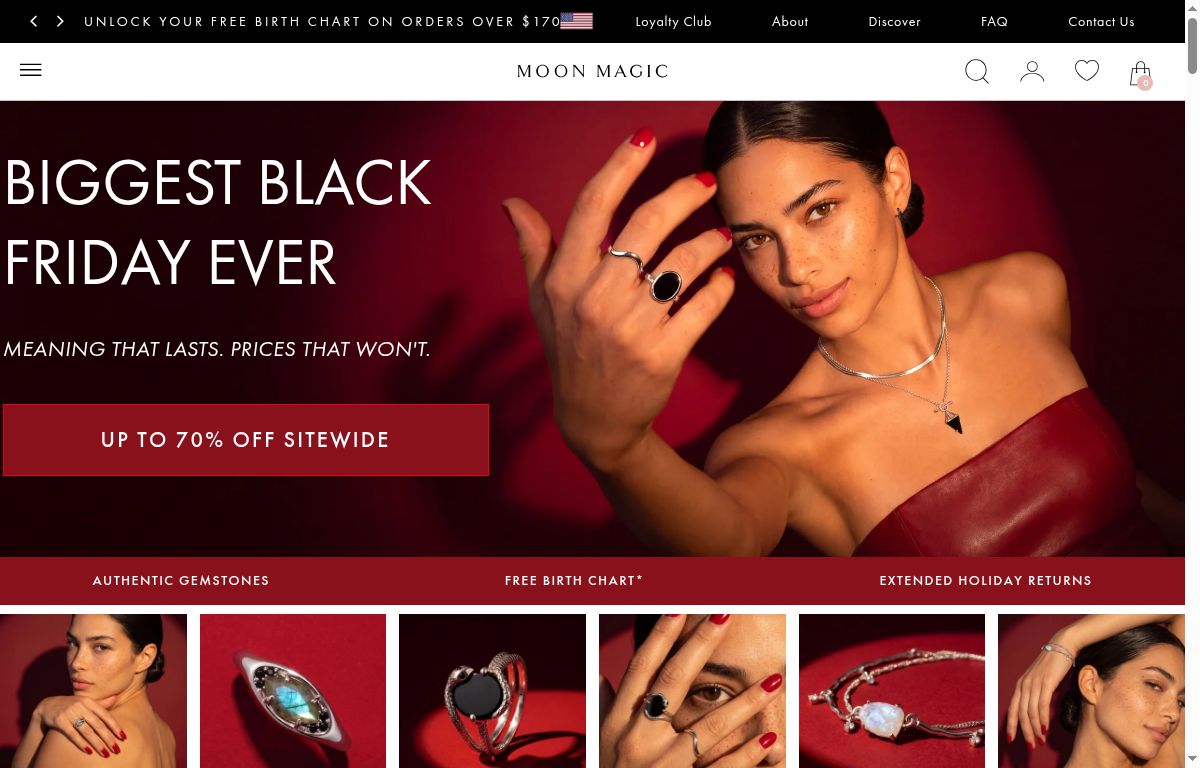 UNLOCK YOUR FREE BIRTH CHART ON ORDERS OVER $170
Loyalty Club
About
Discover
FAQ
Contact Us
MOON MAGIC
0
BIGGEST BLACK
FRIDAY EVER
MEANING THAT LASTS. PRICES THAT WON'T.
UP TO 70% OFF SITEWIDE
AUTHENTIC GEMSTONES
FREE BIRTH CHART*
EXTENDED HOLIDAY RETURNS